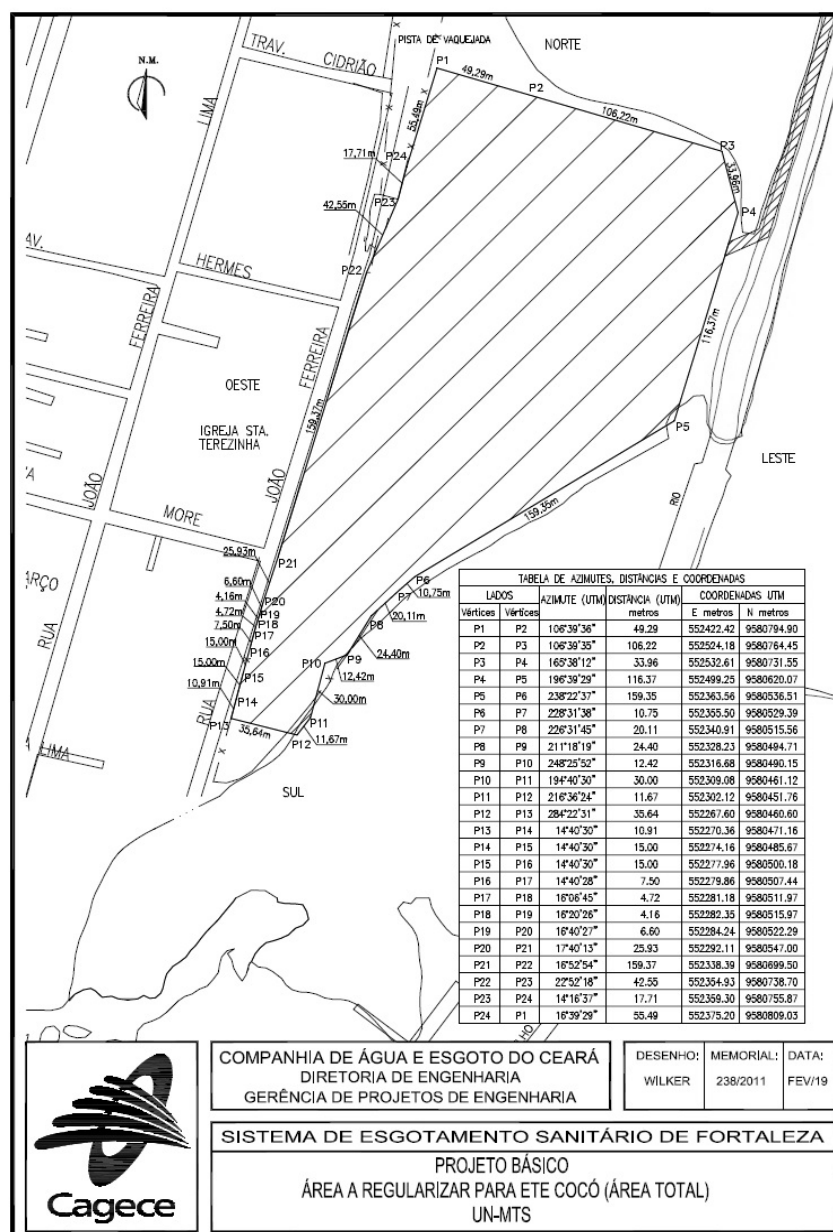 PISTA DE VAQUEJADA
NORTE
TRAV. CIDRIÃO
N.M.
P1
49,29m
P2
106,22m
P3
33,96m
P4
LIMA
55,49m
17,71m
P24
P23
42,55m
AV.
HERMES
P22
116,37m
FERREIRA
FERREIRA
OESTE
159,37m
IGREJA STA.
TEREZINHA
P5
LESTE
JOÃO
JOÃO
MORE
RIO
159,35m
25,93m
P21
ARÇO
6,60m
P20
4,16m
P19
4,72m
P18
7,50m
P17
15,00m
P16
15,00m
P15
10,91m
P14
P13
RUA
RUA
LIMA
P6
10,75m
P7
20,11m
P8
24,40m
P9
P10
12,42m
30,00m
P11
11,67m
P12
35,64m
SUL
TABELA DE AZIMUTES, DISTÂNCIAS E COORDENADAS
LADOS AZIMUTE (UTM) DISTÂNCIA (UTM) COORDENADAS UTM
Vértices Vértices metros E metros N metros
P1 P2 106°39'36" 49.29 552422.42 9580794.90
P2 P3 106°39'35" 106.22 552524.18 9580764.45
P3 P4 165°38'12" 33.96 552532.61 9580731.55
P4 P5 196°39'29" 116.37 552499.25 9580620.07
P5 P6 238°22'37" 159.35 552363.56 9580536.51
P6 P7 228°31'38" 10.75 552355.50 9580529.39
P7 P8 226°31'45" 20.11 552340.91 9580515.56
P8 P9 211°18'19" 24.40 552328.23 9580494.71
P9 P10 248°25'52" 12.42 552316.68 9580490.15
P10 P11 194°40'30" 30.00 552309.08 9580461.12
P11 P12 216°36'24" 11.67 552302.12 9580451.76
P12 P13 284°22'31" 35.64 552267.60 9580460.60
P13 P14 14°40'30" 10.91 552270.36 9580471.16
P14 P15 14°40'30" 15.00 552274.16 9580485.67
P15 P16 14°40'30" 15.00 552277.96 9580500.18
P16 P17 14°40'28" 7.50 552279.86 9580507.44
P17 P18 16°06'45" 4.72 552281.18 9580511.97
P18 P19 16°20'26" 4.16 552282.35 9580515.97
P19 P20 16°40'27" 6.60 552284.24 9580522.29
P20 P21 17°40'13" 25.93 552292.11 9580547.00
P21 P22 16°52'54" 159.37 552338.39 9580699.50
P22 P23 22°52'18" 42.55 552354.93 9580738.70
P23 P24 14°16'37" 17.71 552359.30 9580755.87
P24 P1 16°39'29" 55.49 552375.20 9580809.03
Cagece
COMPANHIA DE ÁGUA E ESGOTO DO CEARÁ
DIRETORIA DE ENGENHARIA
GERÊNCIA DE PROJETOS DE ENGENHARIA
DESENHO: MEMORIAL: DATA:
WILKER 238/2011 FEV/19
SISTEMA DE ESGOTAMENTO SANITÁRIO DE FORTALEZA
PROJETO BÁSICO
ÁREA A REGULARIZAR PARA ETE COCÓ (ÁREA TOTAL)
UN-MTS